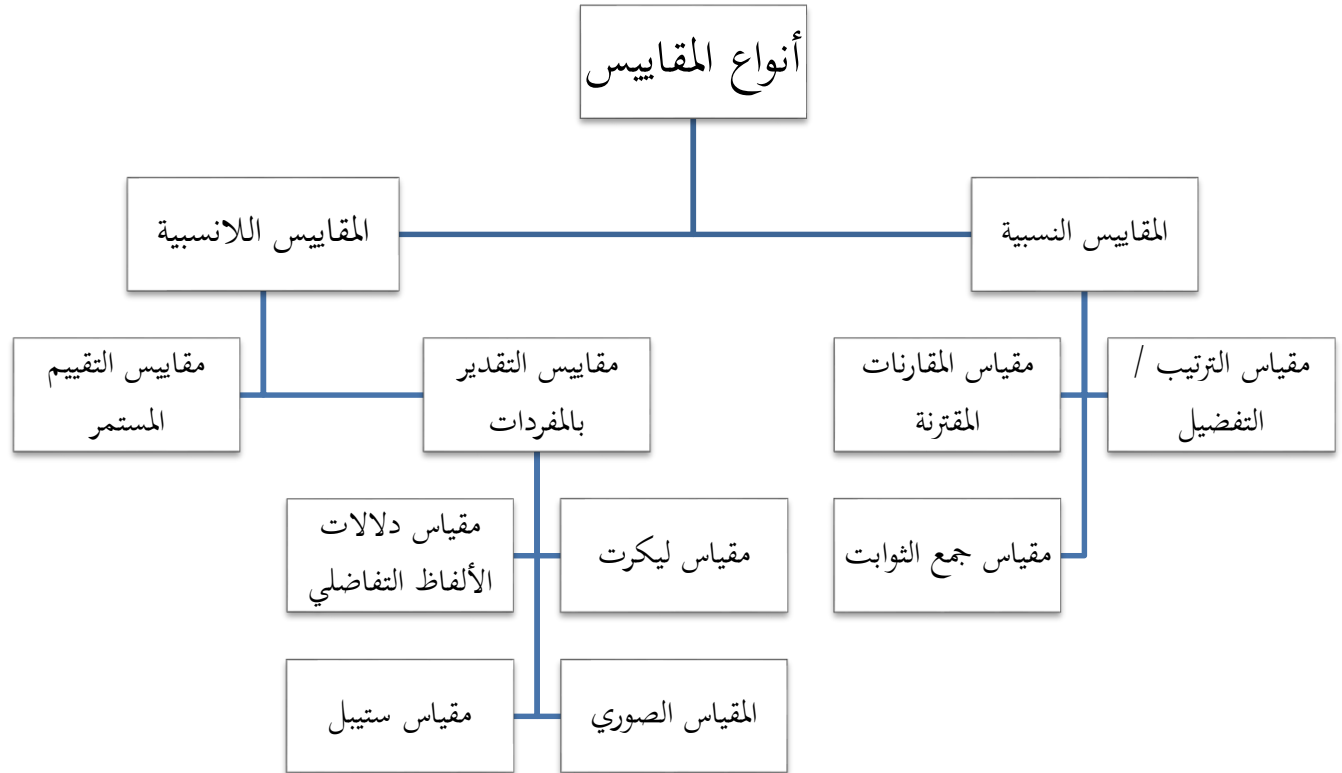 أنواع المقاييس
المقاييس النسبية
المقاييس اللانسبية
مقياس الترتيب /
التفضيل
مقياس المقارنات
المقترنة
مقاييس التقدير
بالمفردات
مقاييس التقييم
المستمر
مقياس جمع الثوابت
مقياس ليكرت
مقياس دلالات
الألفاظ التفاضلي
المقياس الصوري
مقياس ستيبل